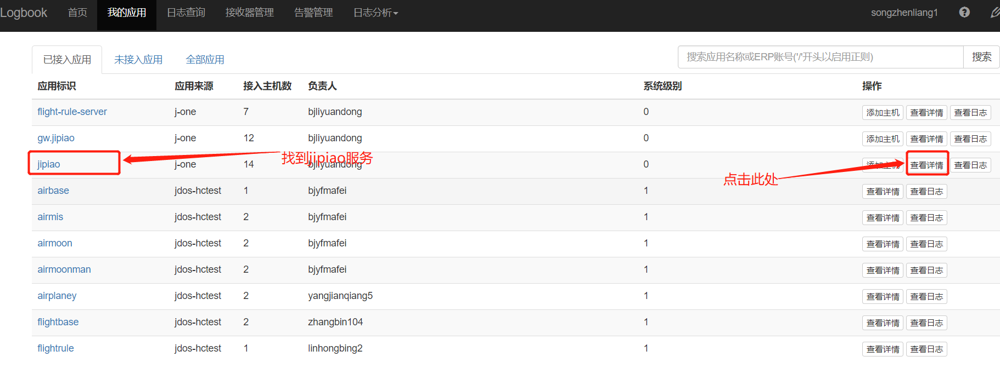 Logbook 首页 我的应用 日志查询 接收器管理 告警管理 日志分析 songzhenliang1
已接入应用 未接入应用 全部应用 搜索应用名称或ERP账号('/'开头以启用正则) 搜索
应用标识 应用来源 接入主机数 负责人 系统级别 操作
flight-rule-server j-one 7 bjliyuandong 0 添加主机 查看详情 查看日志
gw.jipiao j-one 12 bjliyuandong 0 添加主机 查看详情 查看日志
找到jipiao服务
jipiao j-one 14 bjliyuandong 0 添加主机 查看详情 查看日志
点击此处
airbase jdos-hctest 1 bjyfmafei 1 查看详情 查看日志
airmis jdos-hctest 2 bjyfmafei 1 查看详情 查看日志
airmoon jdos-hctest 2 bjyfmafei 1 查看详情 查看日志
airmoonman jdos-hctest 2 bjyfmafei 1 查看详情 查看日志
airplaney jdos-hctest 2 yangjianqiang5 1 查看详情 查看日志
flightbase jdos-hctest 2 zhangbin104 1 查看详情 查看日志
flightrule jdos-hctest 1 linhongbing2 1 查看详情 查看日志